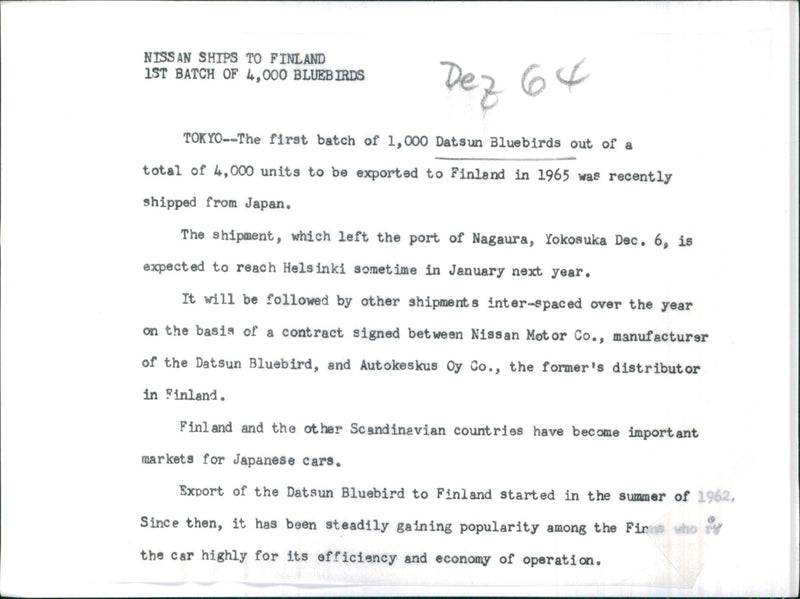 NISSAN SHIPS TO FINLAND
1ST BATCH OF 4,000 BLUEBIRDS
Dez 64
TOKYO--The first batch of 1,000 Datsun Bluebirds out of a
total of 4,000 units to be exported to Finland in 1965 was recently
shipped from Japan.
The shipment, which left the port of Nagaura, Yokosuka Dec. 6, is
expected to reach Helsinki sometime in January next year.
It will be followed by other shipments inter-spaced over the year
on the basis of a contract signed between Nissan Motor Co., manufacturer
of the Datsun Bluebird, and Autokeskus Oy Co., the former's distributor
in Finland.
Finland and the other Scandinavian countries have become important
markets for Japanese cars.
Export of the Datsun Bluebird to Finland started in the summer of 1962.
Since then, it has been steadily gaining popularity among the Finns who
the car highly for its efficiency and economy of operation.